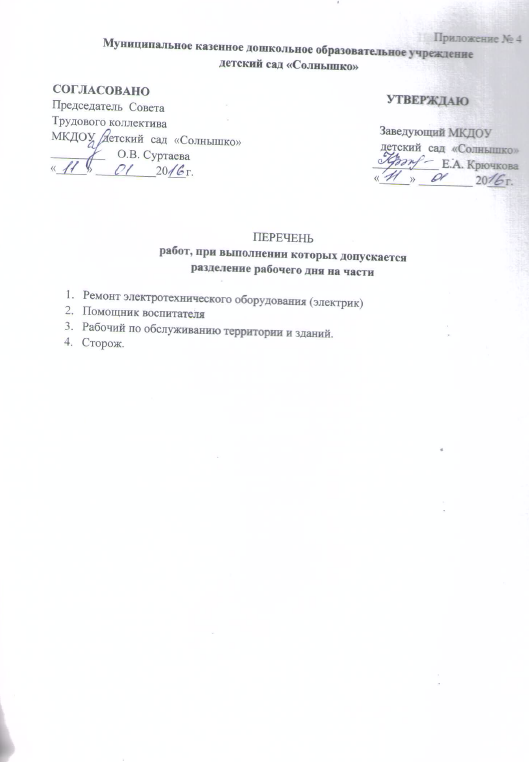 Приложение № 4
Муниципальное казенное дошкольное образовательное учреждение
детский сад «Солнышко»
СОГЛАСОВАНО
Председатель Совета
Трудового коллектива
МКДОУ детский сад «Солнышко»
_________ О.В. Суртаева
«11» 01 2016 г.
УТВЕРЖДАЮ
Заведующий МКДОУ
детский сад «Солнышко»
___________ Е.А. Крючкова
«11» 01 2016 г.
ПЕРЕЧЕНЬ
работ, при выполнении которых допускается
разделение рабочего дня на части
1. Ремонт электротехнического оборудования (электрик)
2. Помощник воспитателя
3. Рабочий по обслуживанию территории и зданий.
4. Сторож.